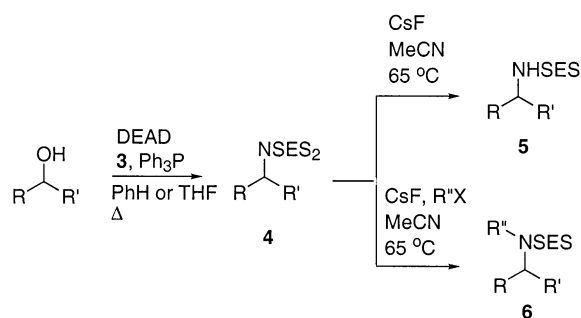 OH
R R'
DEAD
3, Ph₃P
PhH or THF
Δ
NSES₂
R R'
4
CsF
MeCN
65 °C
NHSES
R R'
5
CsF, R"X
MeCN
65 °C
R"
NSES
R R'
6